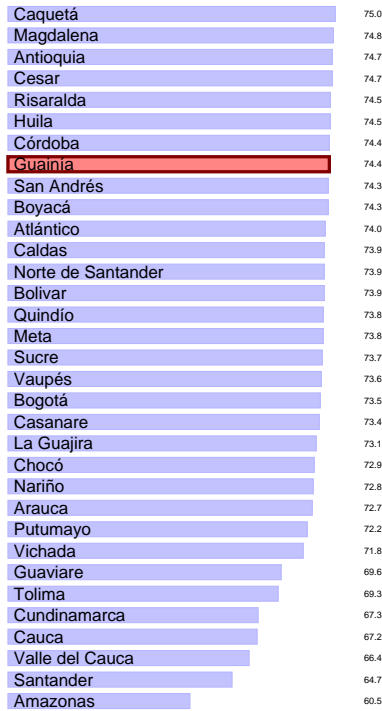 Caquetá 75.0
Magdalena 74.8
Antioquia 74.7
Cesar 74.7
Risaralda 74.5
Huila 74.5
Córdoba 74.4
Guainía 74.4
San Andrés 74.3
Boyacá 74.3
Atlántico 74.0
Caldas 73.9
Norte de Santander 73.9
Bolivar 73.9
Quindío 73.8
Meta 73.8
Sucre 73.7
Vaupés 73.6
Bogotá 73.5
Casanare 73.4
La Guajira 73.1
Chocó 72.9
Nariño 72.8
Arauca 72.7
Putumayo 72.2
Vichada 71.8
Guaviare 69.6
Tolima 69.3
Cundinamarca 67.3
Cauca 67.2
Valle del Cauca 66.4
Santander 64.7
Amazonas 60.5